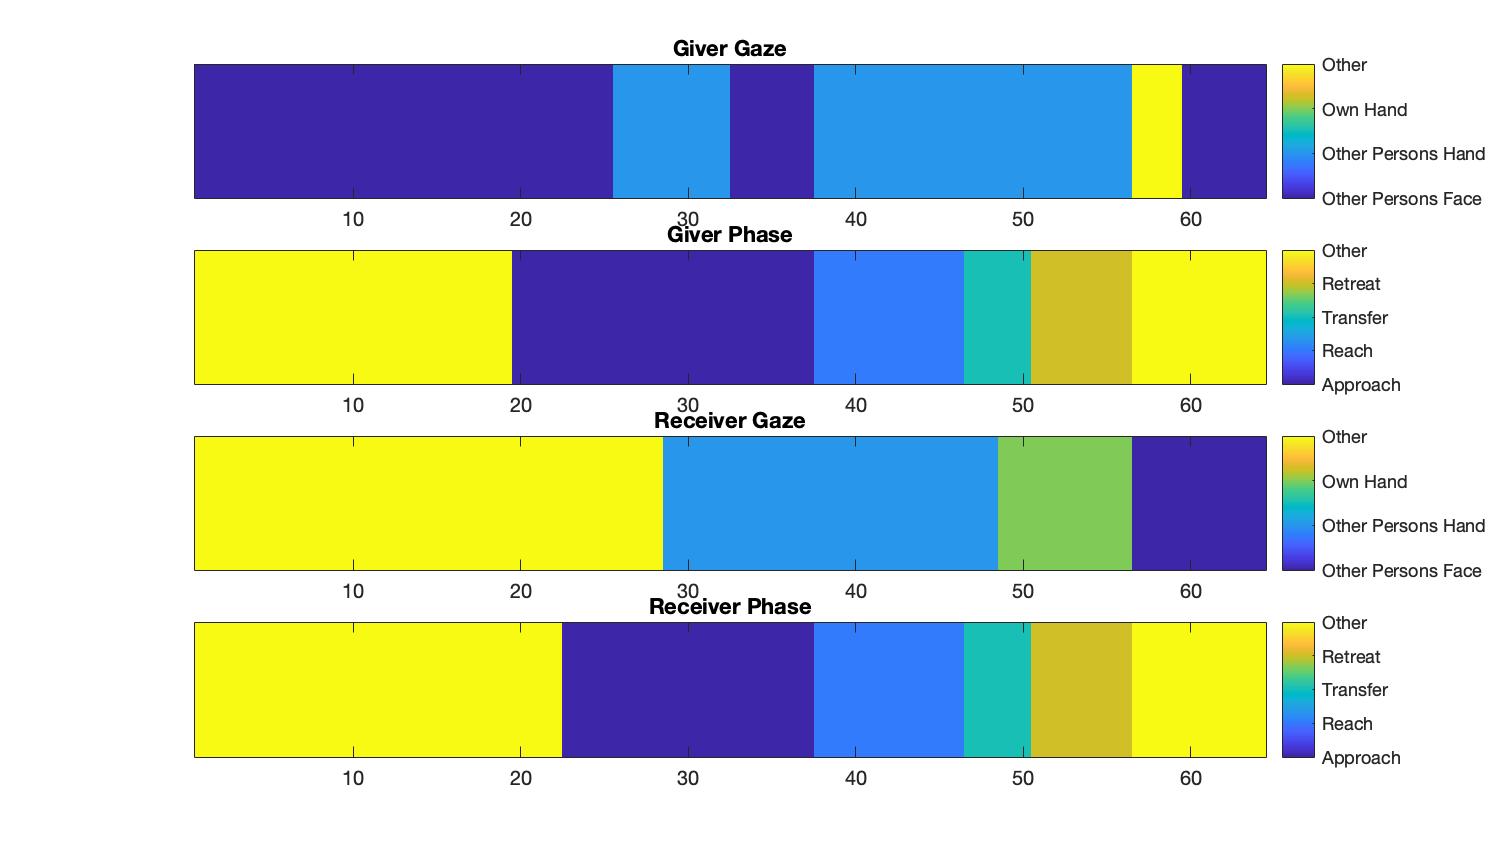 Giver Gaze
Other
Own Hand
Other Persons Hand
Other Persons Face
10 20 30 40 50 60
Giver Phase
Other
Retreat
Transfer
Reach
Approach
10 20 30 40 50 60
Receiver Gaze
Other
Own Hand
Other Persons Hand
Other Persons Face
10 20 30 40 50 60
Receiver Phase
Other
Retreat
Transfer
Reach
Approach
10 20 30 40 50 60